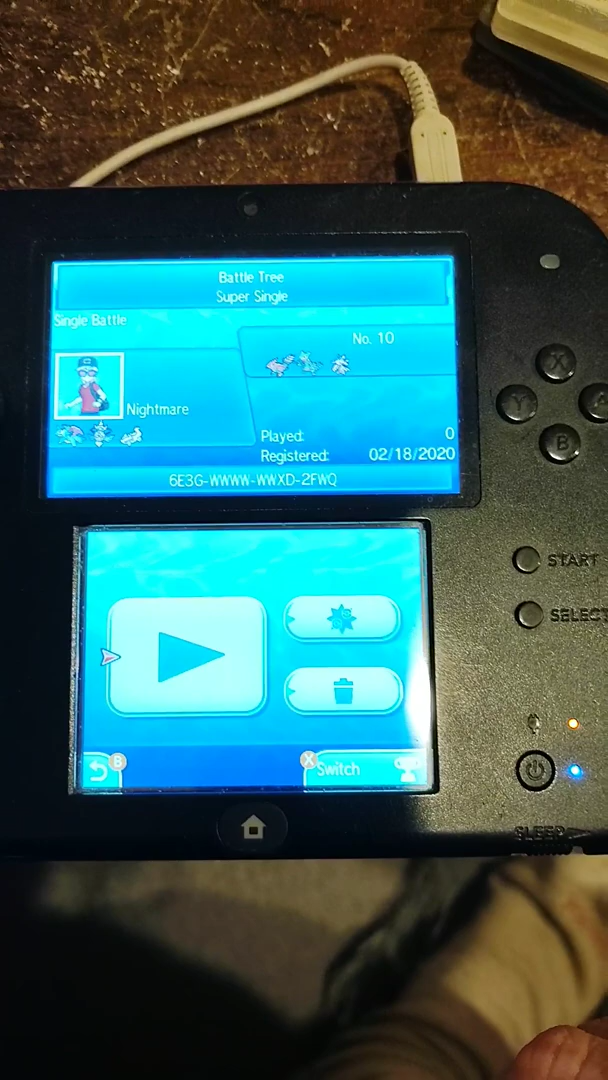 Battle Tree
Super Single
Single Battle
No. 10
Nightmare
Played: 0
Registered: 02/18/2020
6E3G-WWWW-WWXD-2FWQ
X
Y
A
B
START
SELECT
B
X
Switch
SLEEP